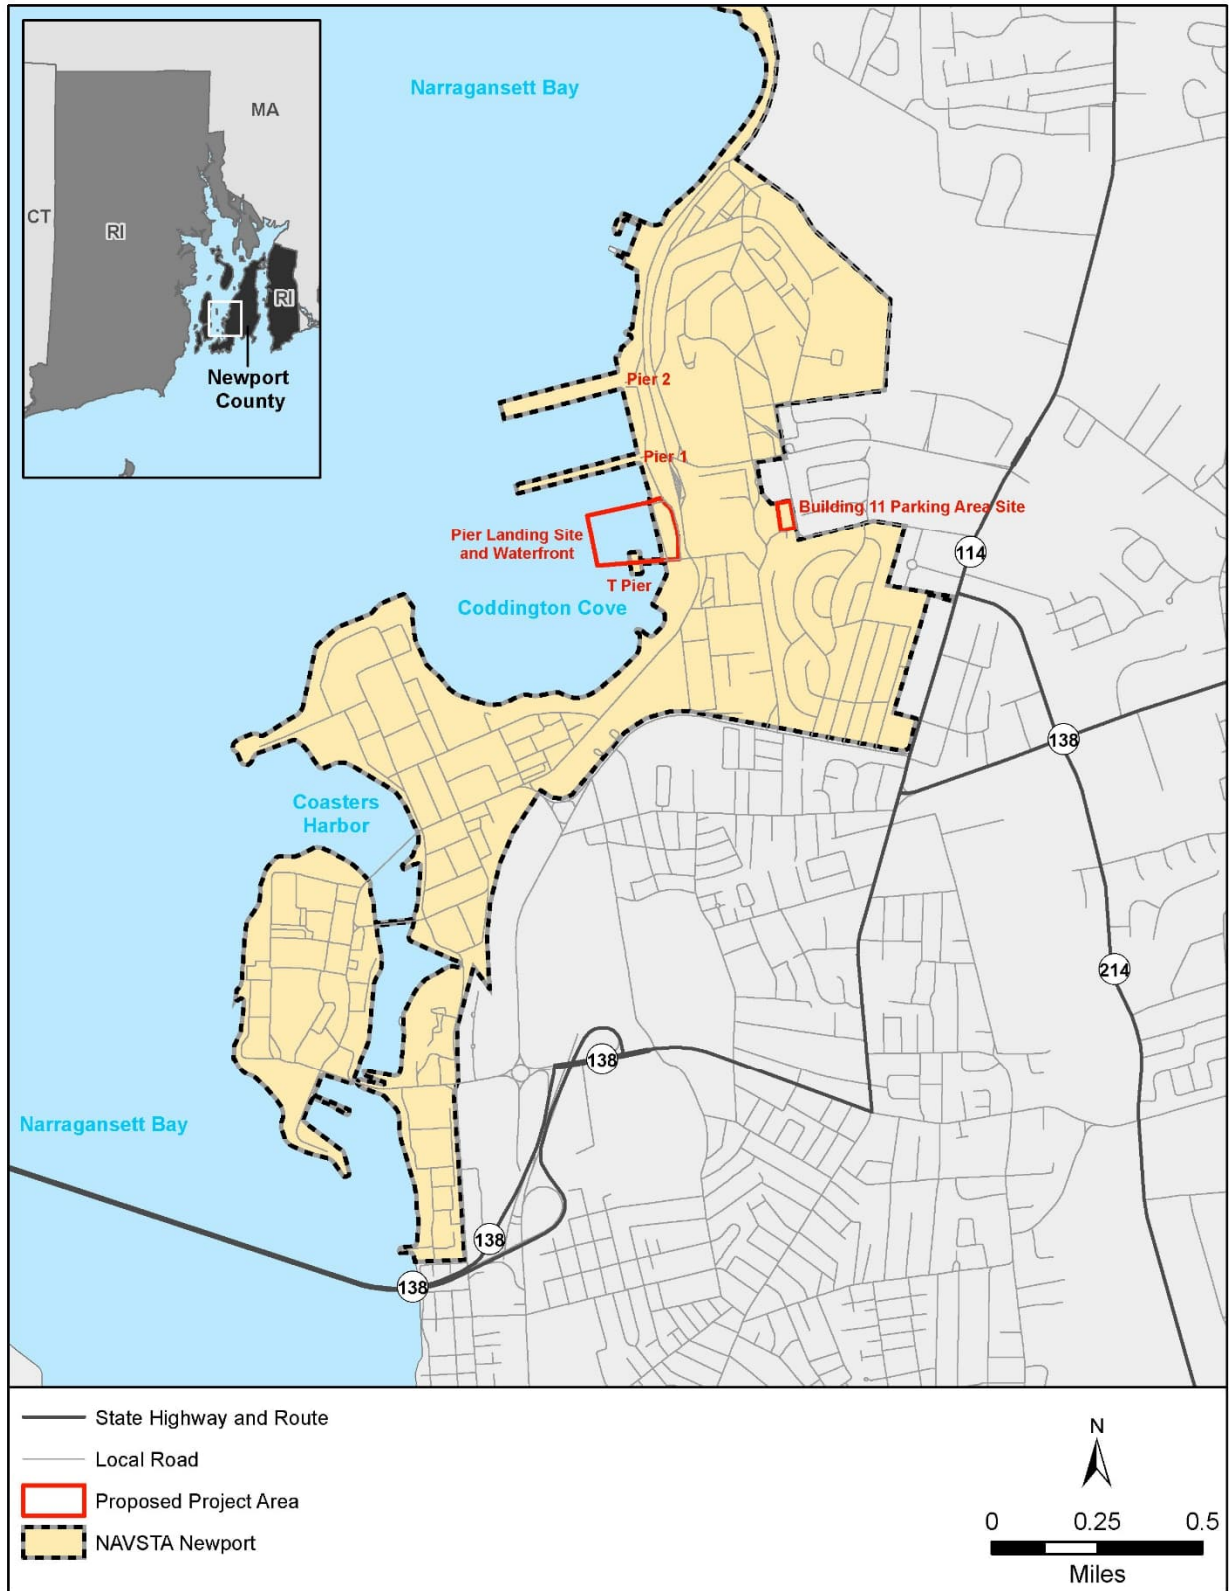 Narragansett Bay
MA
CT
RI
RI
Newport
County
Pier 2
Pier 1
Building 11 Parking Area Site
Pier Landing Site
and Waterfront
114
T Pier
Coddington Cove
138
Coasters
Harbor
214
138
Narragansett Bay
138
138
State Highway and Route
Local Road
Proposed Project Area
NAVSTA Newport
N
0 0.25 0.5
Miles